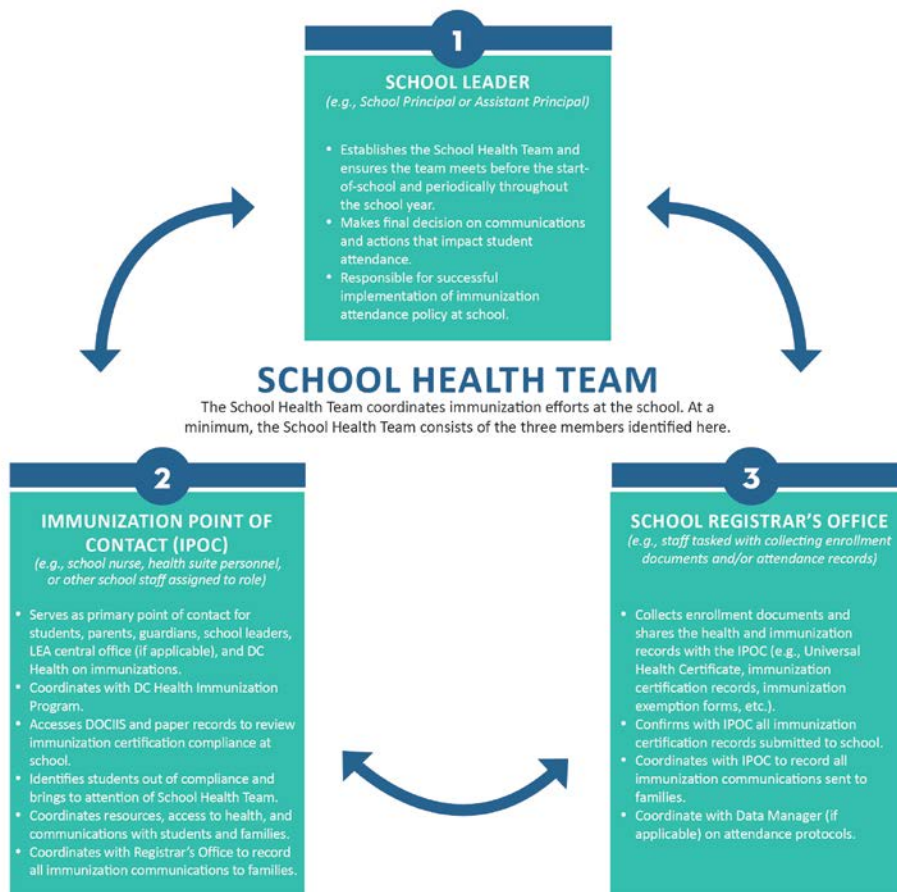 1
SCHOOL LEADER
(e.g., School Principal or Assistant Principal)
• Establishes the School Health Team and
ensures the team meets before the start-
of-school and periodically throughout
the school year.
• Makes final decision on communications
and actions that impact student
attendance.
• Responsible for successful
implementation of immunization
attendance policy at school.
SCHOOL HEALTH TEAM
The School Health Team coordinates immunization efforts at the school. At a
minimum, the School Health Team consists of the three members identified here.
2
IMMUNIZATION POINT OF
CONTACT (IPOC)
(e.g., school nurse, health suite personnel,
or other school staff assigned to role)
• Serves as primary point of contact for
students, parents, guardians, school leaders,
LEA central office (if applicable), and DC
Health on immunizations.
• Coordinates with DC Health Immunization
Program.
• Accesses DOCIIS and paper records to review
immunization certification compliance at
school.
• Identifies students out of compliance and
brings to attention of School Health Team.
• Coordinates resources, access to health, and
communications with students and families.
• Coordinates with Registrar's Office to record
all immunization communications to families.
3
SCHOOL REGISTRAR'S OFFICE
(e.g., staff tasked with collecting enrollment
documents and/or attendance records)
• Collects enrollment documents and
shares the health and immunization
records with the IPOC (e.g., Universal
Health Certificate, immunization
certification records, immunization
exemption forms, etc.).
• Confirms with IPOC all immunization
certification records submitted to school.
• Coordinates with IPOC to record all
immunization communications sent to
families.
• Coordinate with Data Manager (if
applicable) on attendance protocols.